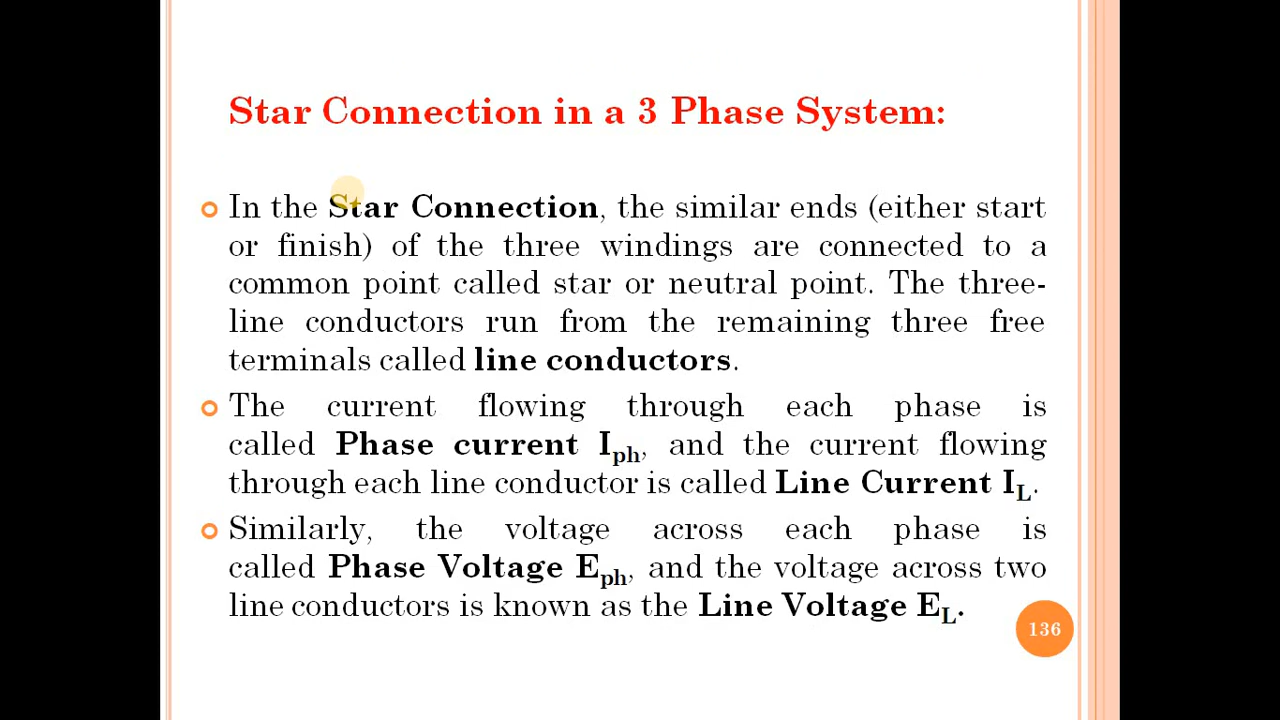 Star Connection in a 3 Phase System:
In the Star Connection, the similar ends (either start
or finish) of the three windings are connected to a
common point called star or neutral point. The three-
line conductors run from the remaining three free
terminals called line conductors.
The current flowing through each phase is
called Phase current Iph, and the current flowing
through each line conductor is called Line Current IL.
Similarly, the voltage across each phase is
called Phase Voltage Eph, and the voltage across two
line conductors is known as the Line Voltage EL.
136